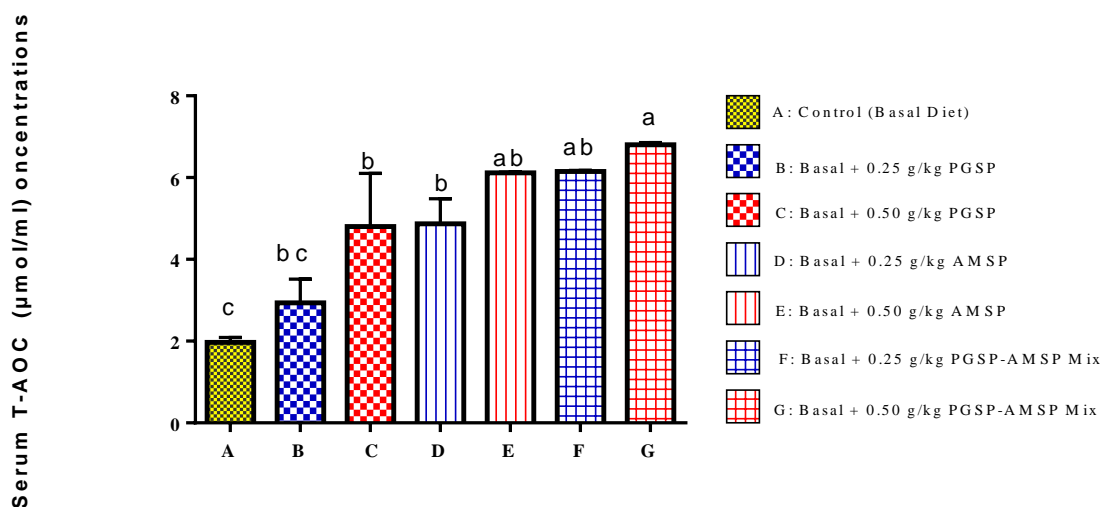 Serum T-AOC (µmol/ml) oncentrations
8
6
4
2
0
c
b c
b
b
a b
a b
a
A
B
C
D
E
F
G
A: Control (Basal Diet)
B: Basal + 0.25 g/kg PGSP
C: Basal + 0.50 g/kg PGSP
D: Basal + 0.25 g/kg AMSP
E: Basal + 0.50 g/kg AMSP
F: Basal + 0.25 g/kg PGSP-AMSP Mix
G: Basal + 0.50 g/kg PGSP-AMSP Mix